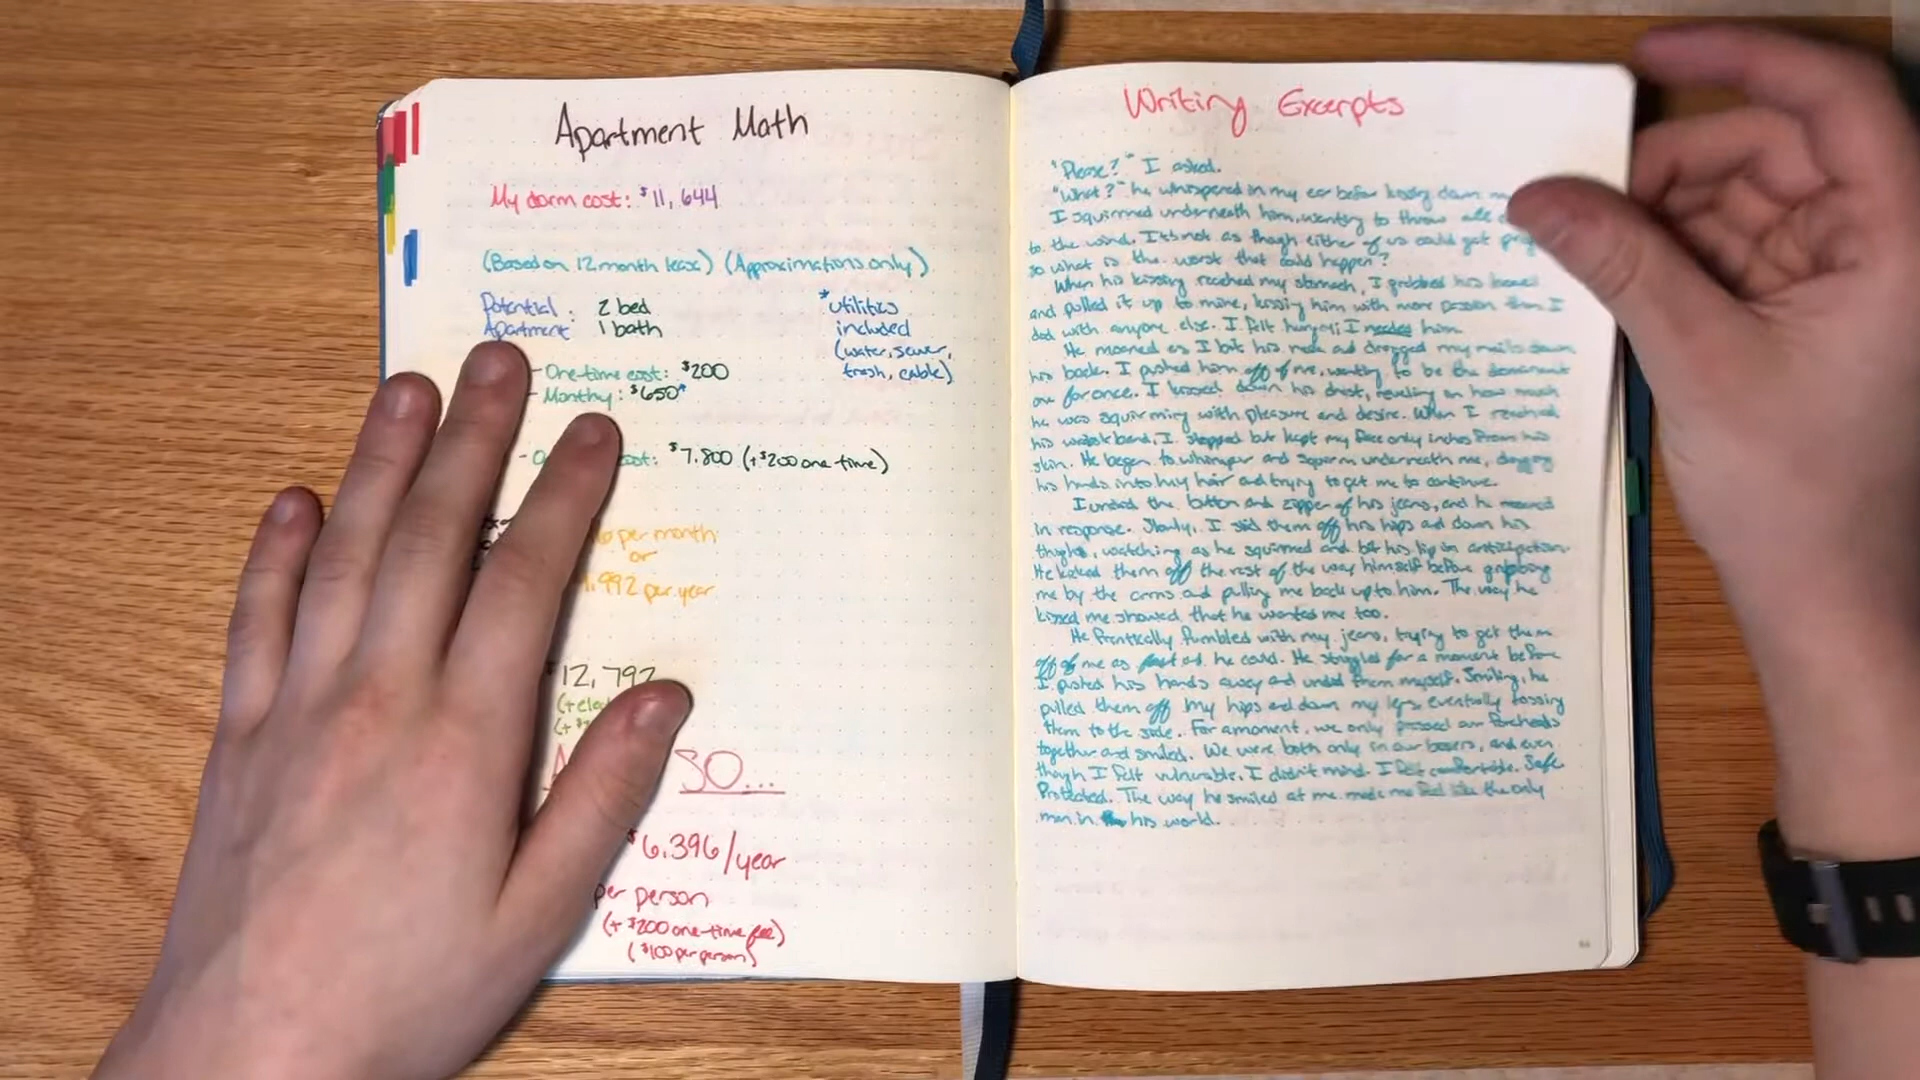 Apartment Math
My dorm cost: $11,644
(Based on 12 month lease) (Approximations only)
Potential : 2 bed
Apartment 1 bath
*utilities
included
(water, sewer,
trash, cable)
- One-time cost: $200
- Monthly: $650*
cost: $7,800 (+$200 one time)
per month
or
,992 per year
12,792
SO...
$6,396/year
per person
(+ $200 one-time fee)
($100 per person)
Writing Excerpts
"Please?" I asked.
"What?" he whispered in my ear before kissing down
I squirmed underneath him, wanting to throw all
to the wind. It's not as though either of us could get
so what is the worst that could happen?
When his kissing reached my stomach, I grabbed his head
and pulled it up to mine, kissing him with more passion than I
did with anyone else. I felt hungry; I needed him.
He moaned as I bit his neck and dragged my nails down
his back. I pushed him off of me, wanting to be the dominant
one for once. I kissed down his chest, reveling in how much
he was squirming with pleasure and desire. When I reached
his waistband, I stopped but kept my face only inches from his
skin. He began to whimper and squirm underneath me, dragging
his hands into my hair and trying to get me to continue.
I undid the button and zipper of his jeans, and he moaned
in response. Slowly, I slid them off his hips and down his
thighs, watching as he squirmed and bit his lip in anticipation.
He kicked them off the rest of the way himself before gripping
me by the arms and pulling me back up to him. The way he
kissed me showed that he wanted me too.
He frantically fumbled with my jeans, trying to get them
off of me as fast as he could. He struggled for a moment before
I pushed his hands away and undid them myself. Smiling, he
pulled them off my hips and down my legs, eventually tossing
them to the side. For a moment, we only pressed our foreheads
together and smiled. We were both only in our boxers, and even
though I felt vulnerable, I didn't mind. I felt comfortable. Safe.
Protected. The way he smiled at me made me feel like the only
man in his world.